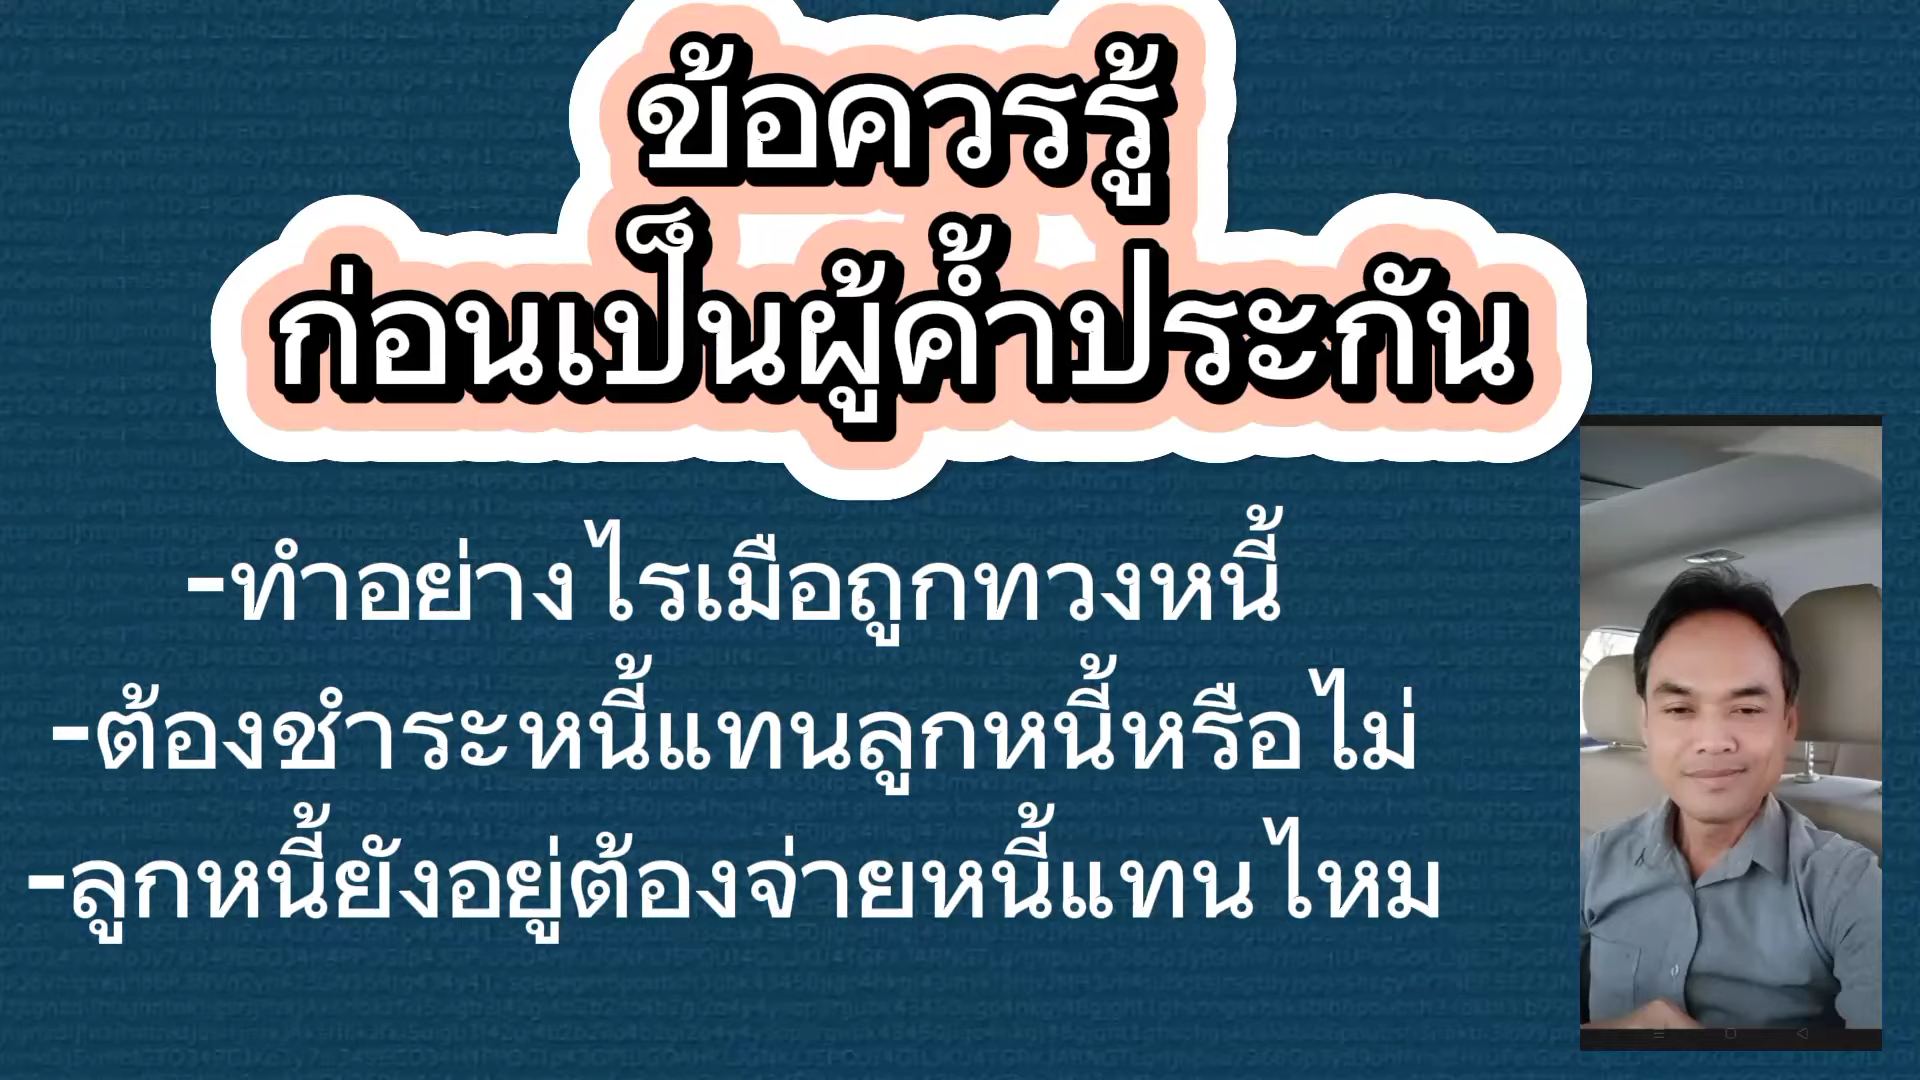 ข้อควรรู้
ก่อนเป็นผู้ค้ำประกัน
-ทำอย่างไรเมือถูกทวงหนี้
-ต้องชำระหนี้แทนลูกหนี้หรือไม่
-ลูกหนี้ยังอยู่ต้องจ่ายหนี้แทนไหม